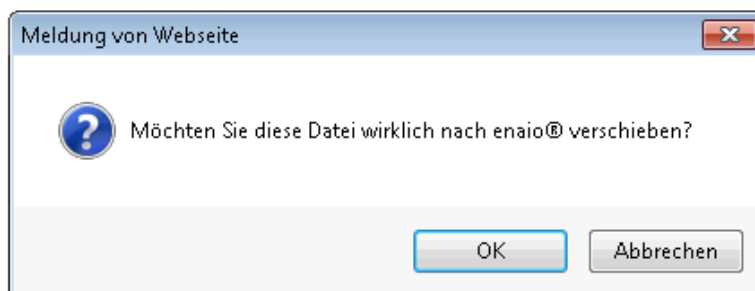 Meldung von Webseite
Möchten Sie diese Datei wirklich nach enaio® verschieben?
OK
Abbrechen